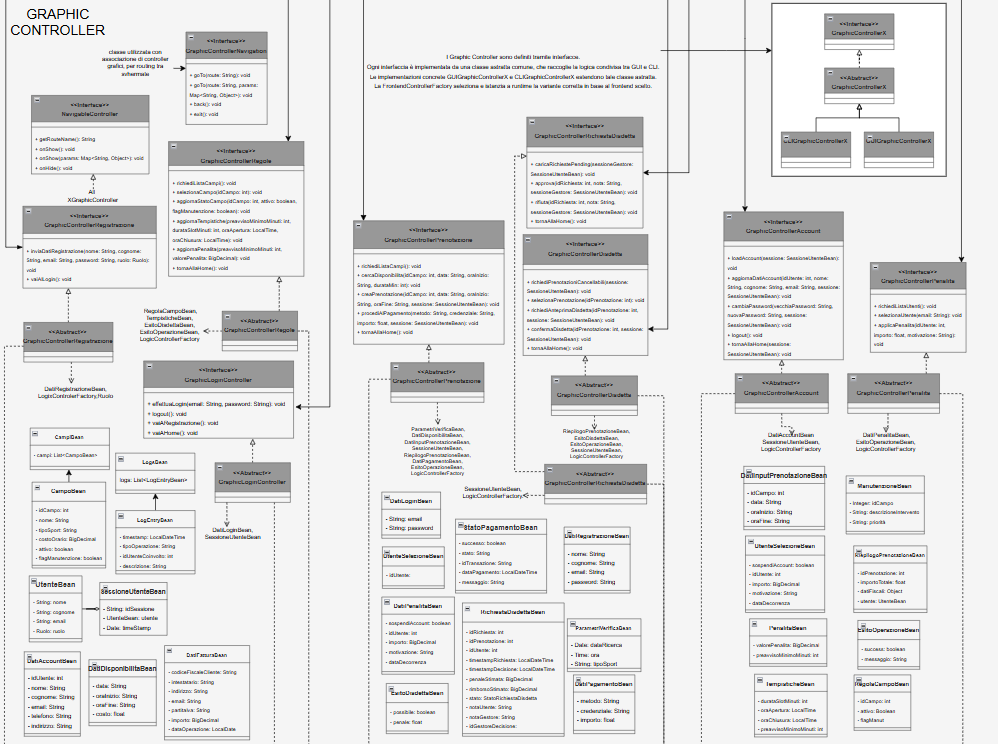 GRAPHIC
CONTROLLER
classe utilizzata con
associazione di controller
grafici, per routing tra
<<Interface>>
GraphicControllerNavigation
+ goTo(route: String): void
+ goTo(route: String, params:
Map<String, Object>): void
+ back(): void
+ exit(): void
I Graphic Controller sono definiti tramite interfacce.
Ogni interfaccia è implementata da una classe astratta comune, che raccoglie la logica condivisa tra GUI e CLI.
Le implementazioni concrete GUIGraphicControllerX e CLIGraphicControllerX estendono tale classe astratta.
La FrontendControllerFactory seleziona e istanzia a runtime la variante corretta in base al frontend scelto.
<<Interface>>
GraphicControllerX
<<Abstract>>
GraphicControllerX
GraphicControllerX
GUIGraphicControllerX
<<Interface>>
NavigableController
+ getRouteName(): String
+ onShow(): void
+ onShow(params: Map<String, Object>): void
+ onHide(): void
All
XGraphicController
<<Interface>>
GraphicControllerRegole
+ richiediListaCampi(): void
+ selezionaCampo(idCampo: int): void
+ aggiornaStatoCampo(idCampo: int, attivo: boolean,
flagManutenzione: boolean): void
+ aggiornaTempistiche(preavvisoMinimoMinuti: int,
durataSlotMinuti: int, oraApertura: LocalTime,
oraChiusura: LocalTime): void
+ aggiornaPenalita(preavvisoMinimoMinuti: int,
valorePenalita: BigDecimal): void
+ tornaAllaHome(): void
<<Interface>>
GraphicControllerRichiestaDisdetta
+ caricaRichiestePending(sessioneGestore:
SessioneUtenteBean): void
+ approva(idRichiesta: int, nota: String,
sessioneGestore: SessioneUtenteBean): void
+ rifiuta(idRichiesta: int, nota: String,
sessioneGestore: SessioneUtenteBean): void
+ tornaAllaHome(): void
<<Interface>>
GraphicControllerRegistrazione
+ inviaDatiRegistrazione(nome: String, cognome:
String, email: String, password: String, ruolo: Ruolo):
void
+ vaiALogin(): void
<<Interface>>
GraphicControllerPrenotazione
+ richiediListaCampi(): void
+ cercaDisponibilita(idCampo: int, data: String, oraInizio:
String, durataMin: int): void
+ creaPrenotazione(idCampo: int, data: String, oraInizio:
String, oraFine: String, sessione: SessioneUtenteBean): void
+ procediAlPagamento(metodo: String, credenziale: String,
importo: float, sessione: SessioneUtenteBean): void
+ tornaAllaHome(): void
<<Interface>>
GraphicControllerDisdetta
+ richiediPrenotazioniCancellabili(sessione:
SessioneUtenteBean): void
+ selezionaPrenotazione(idPrenotazione: int): void
+ richiediAnteprimaDisdetta(idPrenotazione: int,
sessione: SessioneUtenteBean): void
+ confermaDisdetta(idPrenotazione: int, sessione:
SessioneUtenteBean): void
+ tornaAllaHome(): void
<<Interface>>
GraphicControllerAccount
+ loadAccount(sessione: SessioneUtenteBean):
void
+ aggiornaDatiAccount(idUtente: int, nome:
String, cognome: String, email: String, sessione:
SessioneUtenteBean): void
+ cambiaPassword(vecchiaPassword: String,
nuovaPassword: String, sessione:
SessioneUtenteBean): void
+ logout(): void
+ tornaAllaHome(sessione:
SessioneUtenteBean): void
<<Interface>>
GraphicControllerPenalita
+ richiediListaUtenti(): void
+ selezionaUtente(email: String): void
+ applicaPenalita(idUtente: int,
importo: float, motivazione: String):
void
RegolaCampoBean,
TempisticheBean,
EsitoDisdettaBean,
EsitoOperazioneBean,
LogicControllerFactory
<<Abstract>>
GraphicControllerRegole
<<Abstract>>
GraphicControllerRegistrazione
DatiRegistrazioneBean,
LogicControllerFactory,Ruolo
<<Interface>>
GraphicLoginController
+ effettuaLogin(email: String, password: String): void
+ logout(): void
+ vaiARegistrazione(): void
+ vaiAHome(): void
<<Abstract>>
GraphicControllerPrenotazione
ParametriVerificaBean,
DatiDisponibilitaBean,
DatiInputPrenotazioneBean,
SessioneUtenteBean,
RiepilogoPrenotazioneBean,
DatiPagamentoBean,
EsitoOperazioneBean,
LogicControllerFactory
<<Abstract>>
GraphicControllerDisdetta
RiepilogoPrenotazioneBean,
EsitoDisdettaBean,
EsitoOperazioneBean,
LogicControllerFactory
<<Abstract>>
GraphicControllerAccount
DatiAccountBean
SessioneUtenteBean,
LogicControllerFactory
<<Abstract>>
GraphicControllerPenalita
DatiPenalitaBean,
EsitoOperazioneBean,
LogicControllerFactory
<<Abstract>>
GraphicLoginController
DatiLoginBean
SessioneUtenteBean
<<Abstract>>
GraphicControllerRichiestaDisdetta
SessioneUtenteBean,
LogicControllerFactory
CampiBean
- campi: List<CampoBean>
LogsBean
logs: List<LogEntryBean>
CampoBean
- idCampo: int
- nome: String
- tipoSport: String
- costoOrario: BigDecimal
- attivo: boolean
- flagManutenzione: boolean
LogEntryBean
- timestamp: LocalDateTime
- tipoOperazione: String
- idUtenteCoinvolto: int
- descrizione: String
UtenteBean
- String: nome
- String: cognome
- String: email
- Ruolo: ruolo
sessioneUtenteBean
- String: idSessione
- UtenteBean: utente
- Date: timeStamp
DatiAccountBean
- idUtente: int
- nome: String
- cognome: String
- email: String
- telefono: String
- indirizzo: String
DatiDisponibilitaBean
- data: String
- oraInizio: String
- oraFine: String
- costo: float
DatiFatturaBean
- codiceFiscaleCliente: String
- intestatario: String
- indirizzo: String
- email: String
- partitaIva: String
- importo: BigDecimal
- dataOperazione: LocalDate
DatiLoginBean
- String: email
- String: password
UtenteSelezioneBean
- idUtente:
DatiPenalitaBean
- sospendiAccount: boolean
- idUtente: int
- importo: BigDecimal
- motivazione: String
- dataDecorrenza
EsitoDisdettaBean
- possibile: boolean
- penale: float
StatoPagamentoBean
- successo: boolean
- stato: String
- idTransazione: String
- dataPagamento: LocalDateTime
- messaggio: String
RichiestaDisdettaBean
- idRichiesta: int
- idPrenotazione: int
- idUtente: int
- timestampRichiesta: LocalDateTime
- timestampDecisione: LocalDateTime
- penaleStimata: BigDecimal
- rimborsoStimato: BigDecimal
- stato: StatoRichiestaDisdetta
- notaUtente: String
- notaGestore: String
- idGestoreDecisione:
DatiRegistrazioneBean
- nome: String
- cognome: String
- email: String
- password: String
ParametriVerificaBean
- Date: dataRicerca
- Time: ora
- String: tipoSport
DatiPagamentoBean
- metodo: String
- credenziale: String
- importo: float
DatiInputPrenotazioneBean
- idCampo: int
- data: String
- oraInizio: String
- oraFine: String
ManutenzioneBean
- integer: idCampo
- String: descrizioneIntervento
- String: priorità
UtenteSelezioneBean
- sospendiAccount: boolean
- idUtente: int
- importo: BigDecimal
- motivazione: String
- dataDecorrenza
RiepilogoPrenotazioneBean
- idPrenotazione: int
- importoTotale: float
- datiFiscali: Object
- utente: UtenteBean
PenalitaBean
- valorePenalita: BigDecimal
- preavvisoMinimoMinuti: int
EsitoOperazioneBean
- success: boolean
- messaggio: String
TempisticheBean
- durataSlotMinuti: int
- oraApertura: LocalTime
- oraChiusura: LocalTime
- preavvisoMinimoMinuti: int
RegolaCampoBean
- idCampo: int
- attivo: Boolean
- flagManut